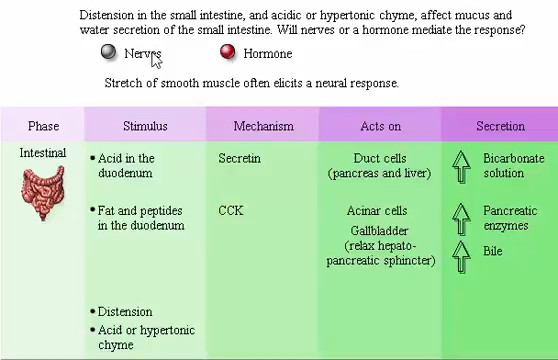 Distension in the small intestine, and acidic or hypertonic chyme, affect mucus and
water secretion of the small intestine. Will nerves or a hormone mediate the response?
Nerves
Hormone
Stretch of smooth muscle often elicits a neural response.
Phase
Stimulus
Mechanism
Acts on
Secretion
Intestinal
• Acid in the
duodenum
Secretin
Duct cells
(pancreas and liver)
Bicarbonate
solution
• Fat and peptides
in the duodenum
CCK
Acinar cells
Pancreatic
enzymes
Gallbladder
(relax hepato-
pancreatic sphincter)
Bile
• Distension
• Acid or hypertonic
chyme